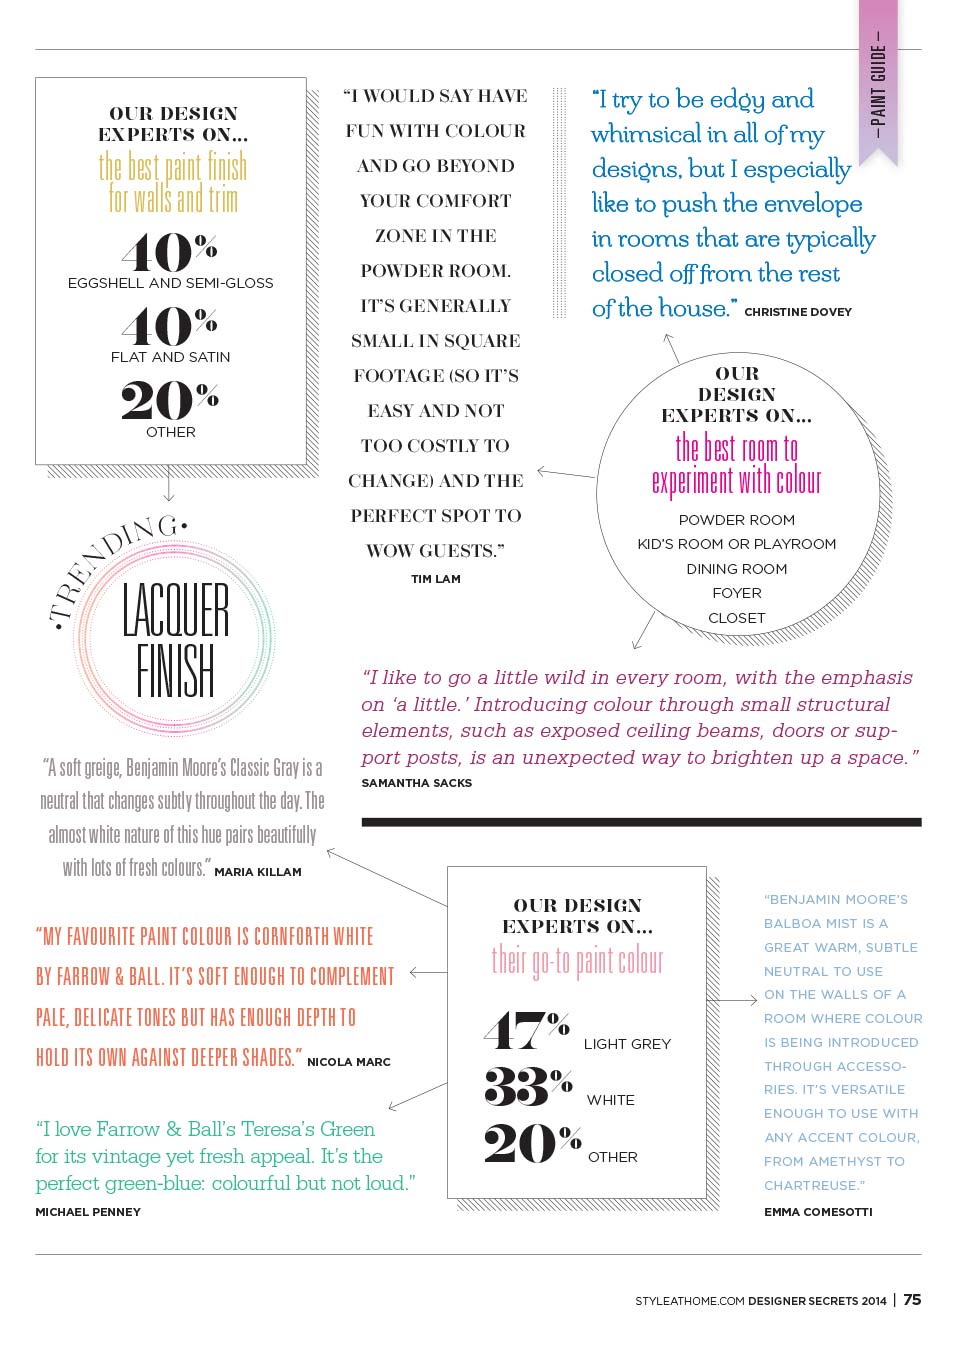 —PAINT GUIDE—
OUR DESIGN
EXPERTS ON...
the best paint finish
for walls and trim
40%
EGGSHELL AND SEMI-GLOSS
40%
FLAT AND SATIN
20%
OTHER
•TRENDING•
LACQUER
FINISH
“I WOULD SAY HAVE
FUN WITH COLOUR
AND GO BEYOND
YOUR COMFORT
ZONE IN THE
POWDER ROOM.
IT’S GENERALLY
SMALL IN SQUARE
FOOTAGE (SO IT’S
EASY AND NOT
TOO COSTLY TO
CHANGE) AND THE
PERFECT SPOT TO
WOW GUESTS.”
TIM LAM
“I try to be edgy and
whimsical in all of my
designs, but I especially
like to push the envelope
in rooms that are typically
closed off from the rest
of the house.” CHRISTINE DOVEY
OUR
DESIGN
EXPERTS ON...
the best room to
experiment with colour
POWDER ROOM
KID’S ROOM OR PLAYROOM
DINING ROOM
FOYER
CLOSET
“I like to go a little wild in every room, with the emphasis
on ‘a little.’ Introducing colour through small structural
elements, such as exposed ceiling beams, doors or sup-
port posts, is an unexpected way to brighten up a space.”
SAMANTHA SACKS
“A soft greige, Benjamin Moore’s Classic Gray is a
neutral that changes subtly throughout the day. The
almost white nature of this hue pairs beautifully
with lots of fresh colours.” MARIA KILLAM
“MY FAVOURITE PAINT COLOUR IS CORNFORTH WHITE
BY FARROW & BALL. IT’S SOFT ENOUGH TO COMPLEMENT
PALE, DELICATE TONES BUT HAS ENOUGH DEPTH TO
HOLD ITS OWN AGAINST DEEPER SHADES.” NICOLA MARC
“I love Farrow & Ball’s Teresa’s Green
for its vintage yet fresh appeal. It’s the
perfect green-blue: colourful but not loud.”
MICHAEL PENNEY
OUR DESIGN
EXPERTS ON...
their go-to paint colour
47% LIGHT GREY
33% WHITE
20% OTHER
“BENJAMIN MOORE’S
BALBOA MIST IS A
GREAT WARM, SUBTLE
NEUTRAL TO USE
ON THE WALLS OF A
ROOM WHERE COLOUR
IS BEING INTRODUCED
THROUGH ACCESSO-
RIES. IT’S VERSATILE
ENOUGH TO USE WITH
ANY ACCENT COLOUR,
FROM AMETHYST TO
CHARTREUSE.”
EMMA COMESOTTI
STYLEATHOME.COM DESIGNER SECRETS 2014 | 75